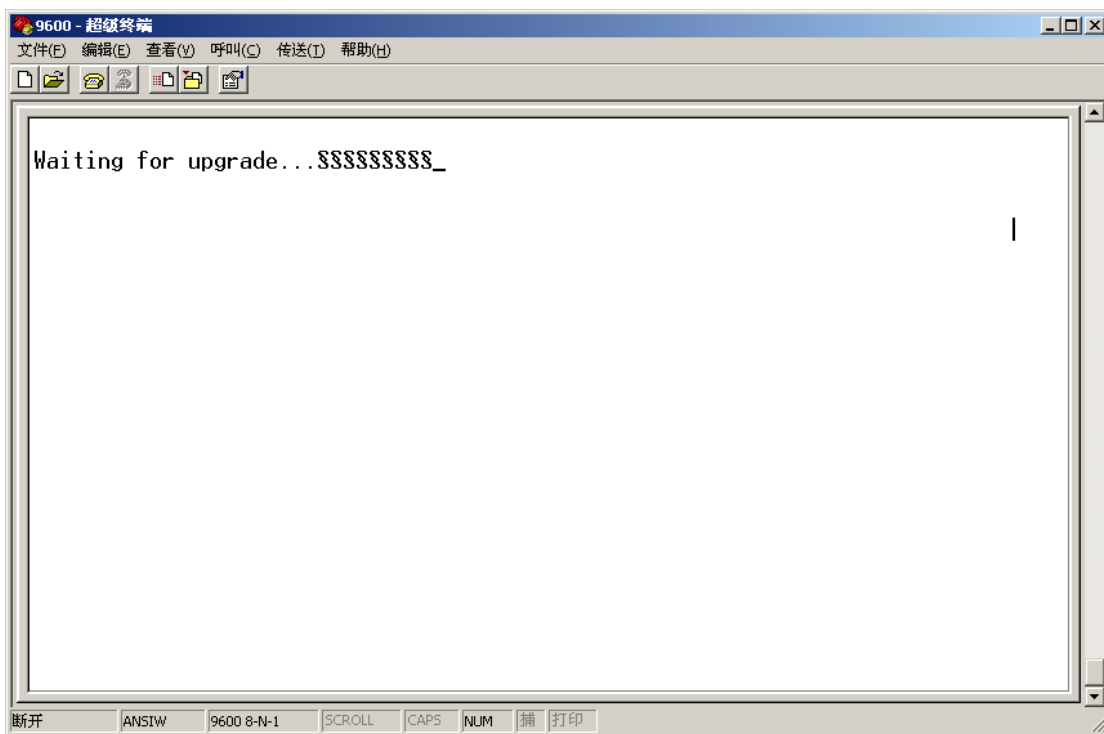 9600 - 超级终端
文件(F) 编辑(E) 查看(V) 呼叫(C) 传送(T) 帮助(H)
Waiting for upgrade...§§§§§§§§§_
断开 ANSIW 9600 8-N-1 SCROLL CAPS NUM 捕 打印